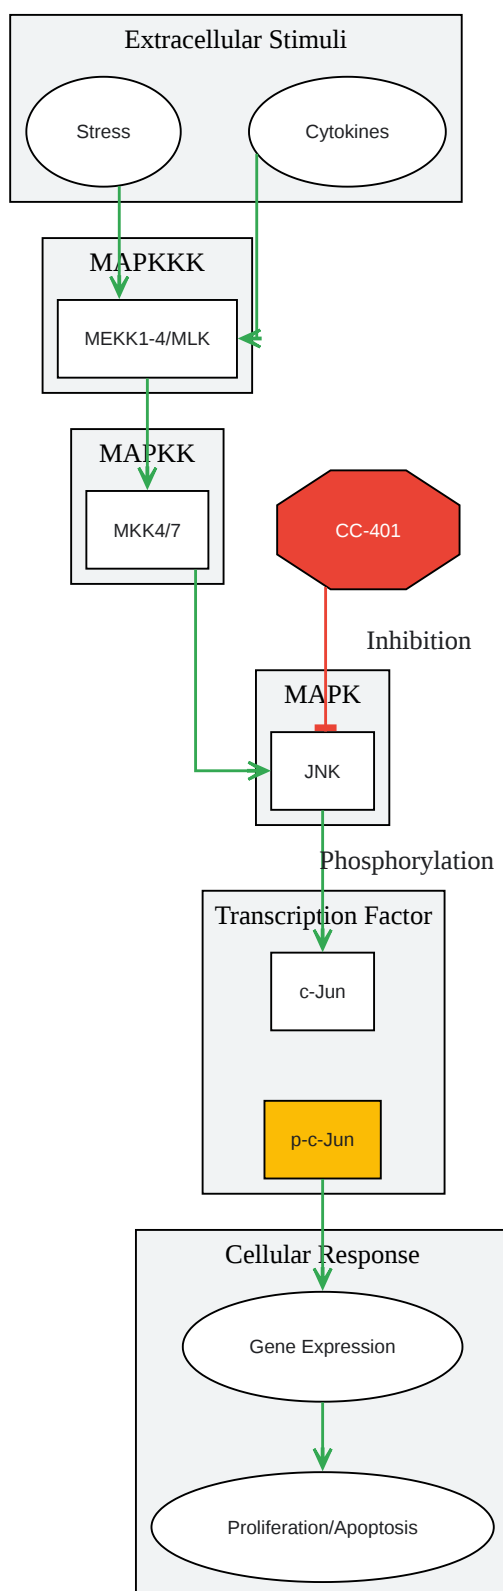 Extracellular Stimuli
Stress
Cytokines
MAPKKK
MEKK1-4/MLK
MAPKK
MKK4/7
CC-401
Inhibition
MAPK
JNK
Phosphorylation
Transcription Factor
c-Jun
p-c-Jun
Cellular Response
Gene Expression
Proliferation/Apoptosis